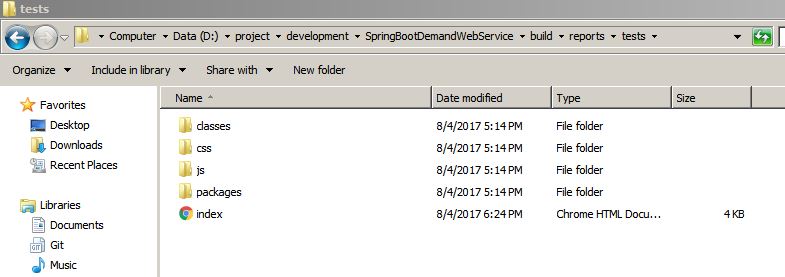 tests
Computer Data (D:) project development SpringBootDemandWebService build reports tests
Organize Include in library Share with New folder
Favorites
Desktop
Downloads
Recent Places
Libraries
Documents
Git
Music
Name Date modified Type Size
classes 8/4/2017 5:14 PM File folder
css 8/4/2017 5:14 PM File folder
js 8/4/2017 5:14 PM File folder
packages 8/4/2017 5:14 PM File folder
index 8/4/2017 6:24 PM Chrome HTML Docu... 4 KB